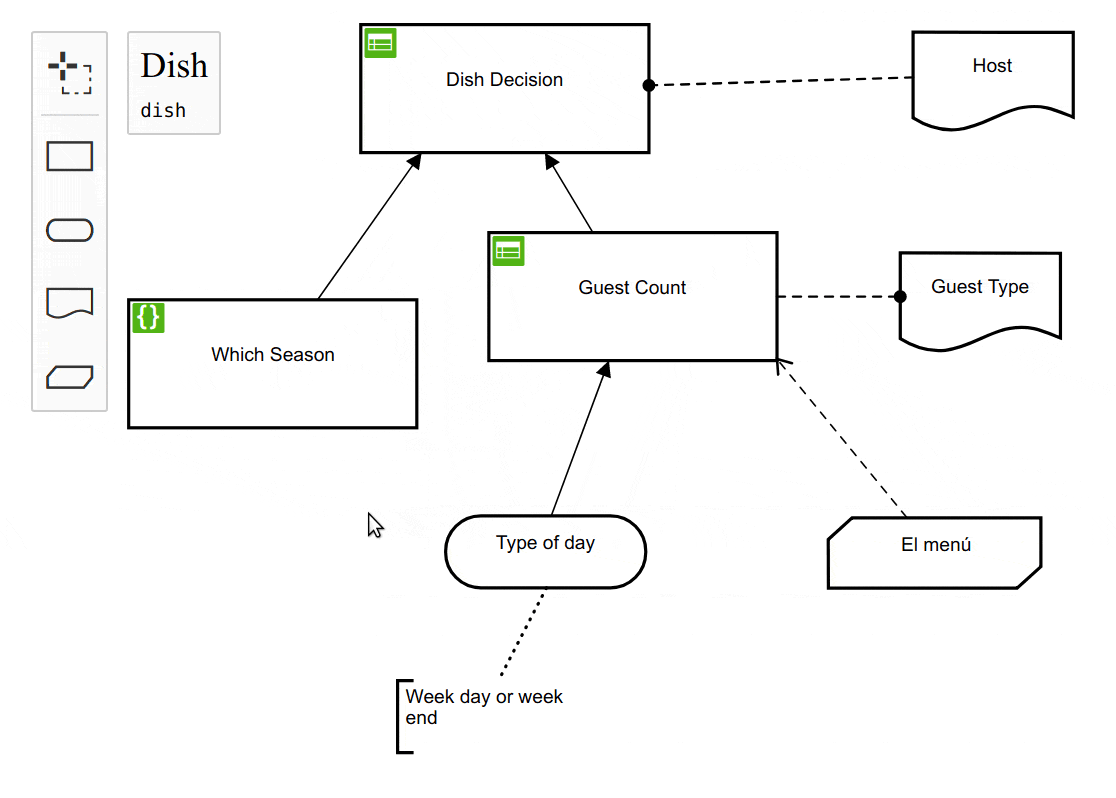 Dish
dish
Dish Decision
Host
Guest Count
Guest Type
{}
Which Season
Type of day
El menú
Week day or week
end